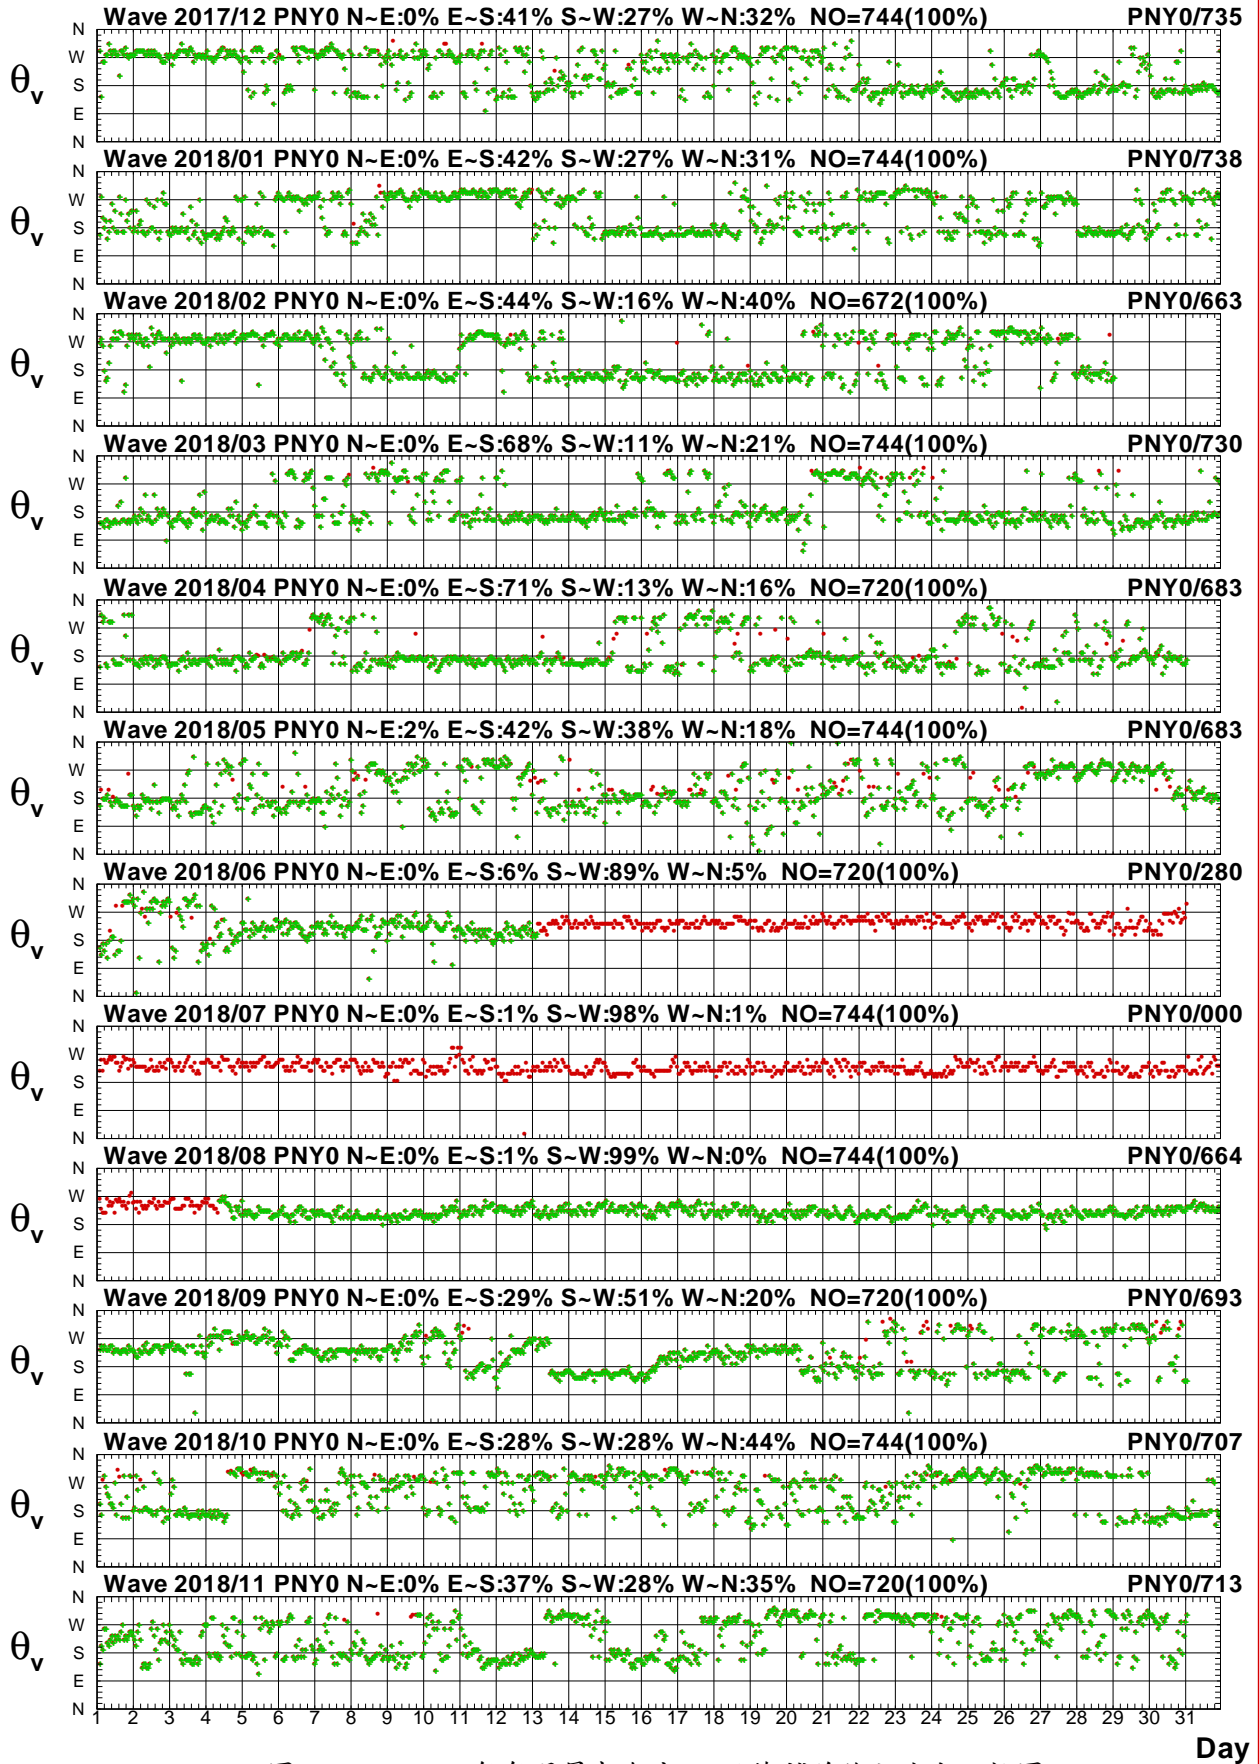 Wave 2017/12 PNY0 N~E:0% E~S:41% S~W:27% W~N:32% NO=744(100%) PNY0/735
N
W
θv S
E
N
Wave 2018/01 PNY0 N~E:0% E~S:42% S~W:27% W~N:31% NO=744(100%) PNY0/738
N
W
θv S
E
N
Wave 2018/02 PNY0 N~E:0% E~S:44% S~W:16% W~N:40% NO=672(100%) PNY0/663
N
W
θv S
E
N
Wave 2018/03 PNY0 N~E:0% E~S:68% S~W:11% W~N:21% NO=744(100%) PNY0/730
N
W
θv S
E
N
Wave 2018/04 PNY0 N~E:0% E~S:71% S~W:13% W~N:16% NO=720(100%) PNY0/683
N
W
θv S
E
N
Wave 2018/05 PNY0 N~E:2% E~S:42% S~W:38% W~N:18% NO=744(100%) PNY0/683
N
W
θv S
E
N
Wave 2018/06 PNY0 N~E:0% E~S:6% S~W:89% W~N:5% NO=720(100%) PNY0/280
N
W
θv S
E
N
Wave 2018/07 PNY0 N~E:0% E~S:1% S~W:98% W~N:1% NO=744(100%) PNY0/000
N
W
θv S
E
N
Wave 2018/08 PNY0 N~E:0% E~S:1% S~W:99% W~N:0% NO=744(100%) PNY0/664
N
W
θv S
E
N
Wave 2018/09 PNY0 N~E:0% E~S:29% S~W:51% W~N:20% NO=720(100%) PNY0/693
N
W
θv S
E
N
Wave 2018/10 PNY0 N~E:0% E~S:28% S~W:28% W~N:44% NO=744(100%) PNY0/707
N
W
θv S
E
N
Wave 2018/11 PNY0 N~E:0% E~S:37% S~W:28% W~N:35% NO=720(100%) PNY0/713
N
W
θv S
E
N
1 2 3 4 5 6 7 8 9 10 11 12 13 14 15 16 17 18 19 20 21 22 23 24 25 26 27 28 29 30 31
Day